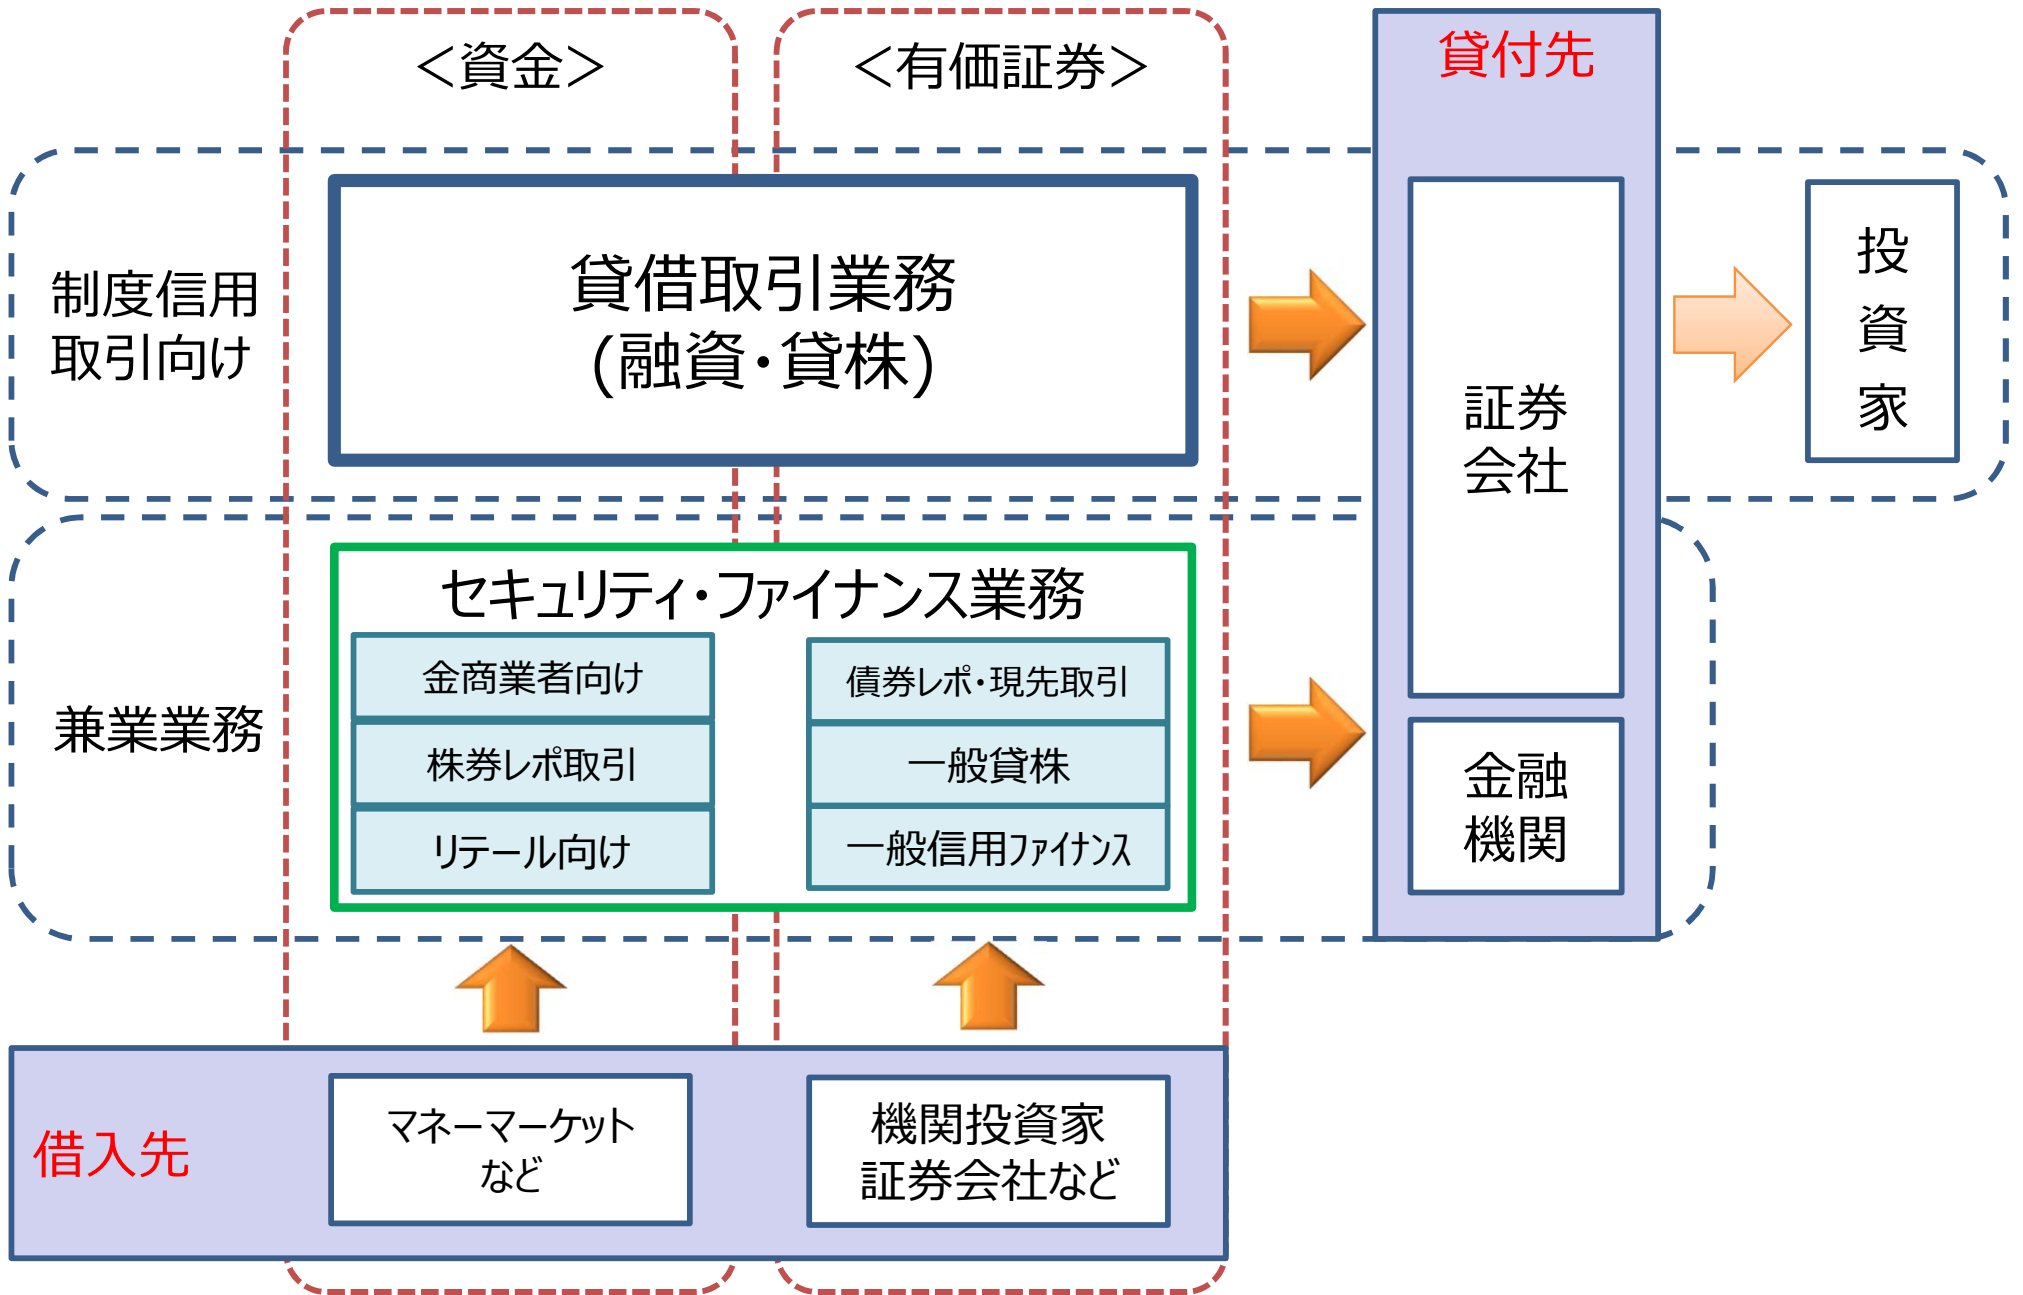 ＜資金＞
＜有価証券＞
貸付先
制度信用
取引向け
貸借取引業務
(融資・貸株)
証券
会社
投
資
家
兼業業務
セキュリティ・ファイナンス業務
金商業者向け
株券レポ取引
リテール向け
債券レポ・現先取引
一般貸株
一般信用ファイナンス
金融
機関
借入先
マネーマーケット
など
機関投資家
証券会社など